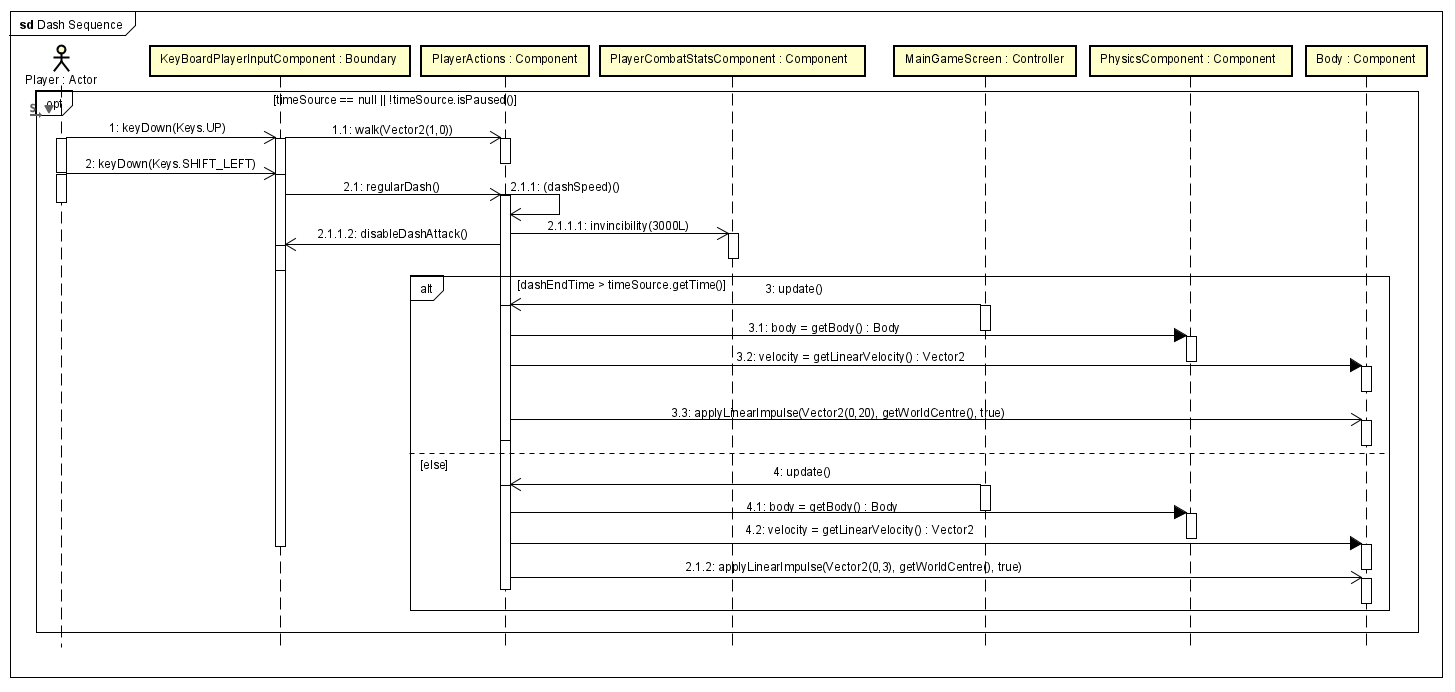 sd Dash Sequence
Player : Actor
KeyBoardPlayerInputComponent : Boundary
PlayerActions : Component
PlayerCombatStatsComponent : Component
MainGameScreen : Controller
PhysicsComponent : Component
Body : Component
opt
[timeSource == null || !timeSource.isPaused()]
1: keyDown(Keys.UP)
1.1: walk(Vector2(1,0))
2: keyDown(Keys.SHIFT_LEFT)
2.1: regularDash()
2.1.1: (dashSpeed)()
2.1.1.1: invincibility(3000L)
2.1.1.2: disableDashAttack()
alt
[dashEndTime > timeSource.getTime()]
3: update()
3.1: body = getBody() : Body
3.2: velocity = getLinearVelocity() : Vector2
3.3: applyLinearImpulse(Vector2(0,20), getWorldCentre(), true)
[else]
4: update()
4.1: body = getBody() : Body
4.2: velocity = getLinearVelocity() : Vector2
2.1.2: applyLinearImpulse(Vector2(0,3), getWorldCentre(), true)